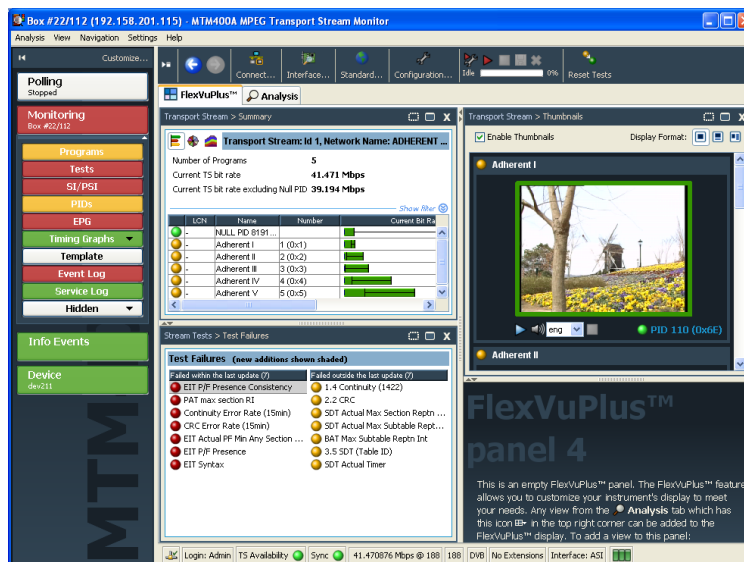 Box #22/112 (192.158.201.115) - MTM400A MPEG Transport Stream Monitor
Analysis View Navigation Settings Help
Customize...
Polling
Stopped
Monitoring
Box #22/112
Programs
Tests
SI/PSI
PIDs
EPG
Timing Graphs
Template
Event Log
Service Log
Hidden
Info Events
Device
dev211
MTM4
Connect... Interface... Standard... Configuration... Idle 0% Reset Tests
FlexVuPlus™ Analysis
Transport Stream > Summary
Transport Stream: Id 1, Network Name: ADHERENT ...
Number of Programs 5
Current TS bit rate 41.471 Mbps
Current TS bit rate excluding Null PID 39.194 Mbps
Show filter
LCN Name Number Current Bit Ra
- NULL PID 8191...
- Adherent I 1 (0x1)
- Adherent II 2 (0x2)
- Adherent III 3 (0x3)
- Adherent IV 4 (0x4)
- Adherent V 5 (0x5)
Stream Tests > Test Failures
Test Failures (new additions shown shaded)
Failed within the last update (7)
EIT P/F Presence Consistency
PAT max section RI
Continuity Error Rate (15min)
CRC Error Rate (15min)
EIT Actual PF Min Any Section ...
EIT P/F Presence
EIT Syntax
Failed outside the last update (7)
1.4 Continuity (1422)
2.2 CRC
SDT Actual Max Section Reptn ...
SDT Actual Max Subtable Rept...
BAT Max Subtable Reptn Int
3.5 SDT (Table ID)
SDT Actual Timer
Transport Stream > Thumbnails
Enable Thumbnails Display Format:
Adherent I
eng PID 110 (0x6E)
Adherent II
FlexVuPlus™
panel 4
This is an empty FlexVuPlus™ panel. The FlexVuPlus™ feature
allows you to customize your instrument's display to meet
your needs. Any view from the Analysis tab which has
this icon in the top right corner can be added to the
FlexVuPlus™ display. To add a view to this panel:
Login: Admin TS Availability Sync 41.470876 Mbps @ 188 188 DVB No Extensions Interface: ASI